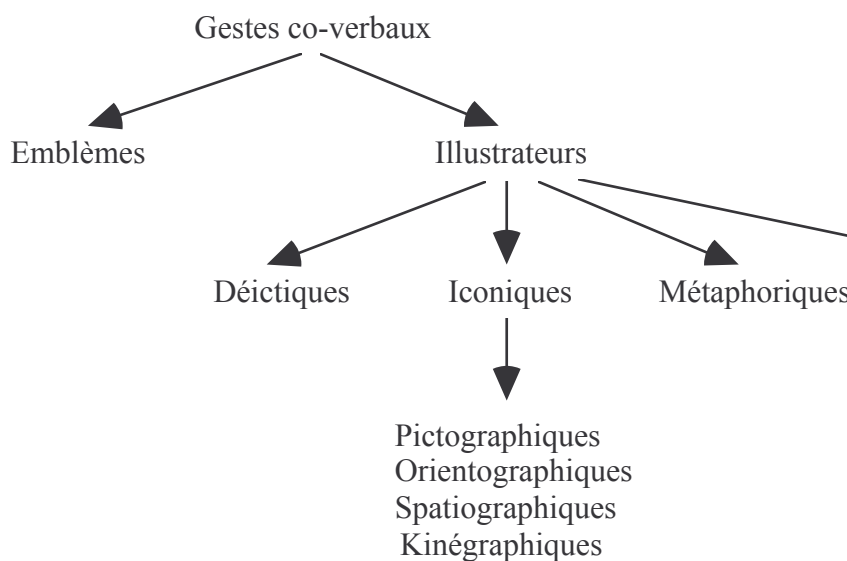 Gestes co-verbaux
Emblèmes
Illustrateurs
Déictiques
Iconiques
Métaphoriques
Pictographiques
Orientographiques
Spatiographiques
Kinégraphiques